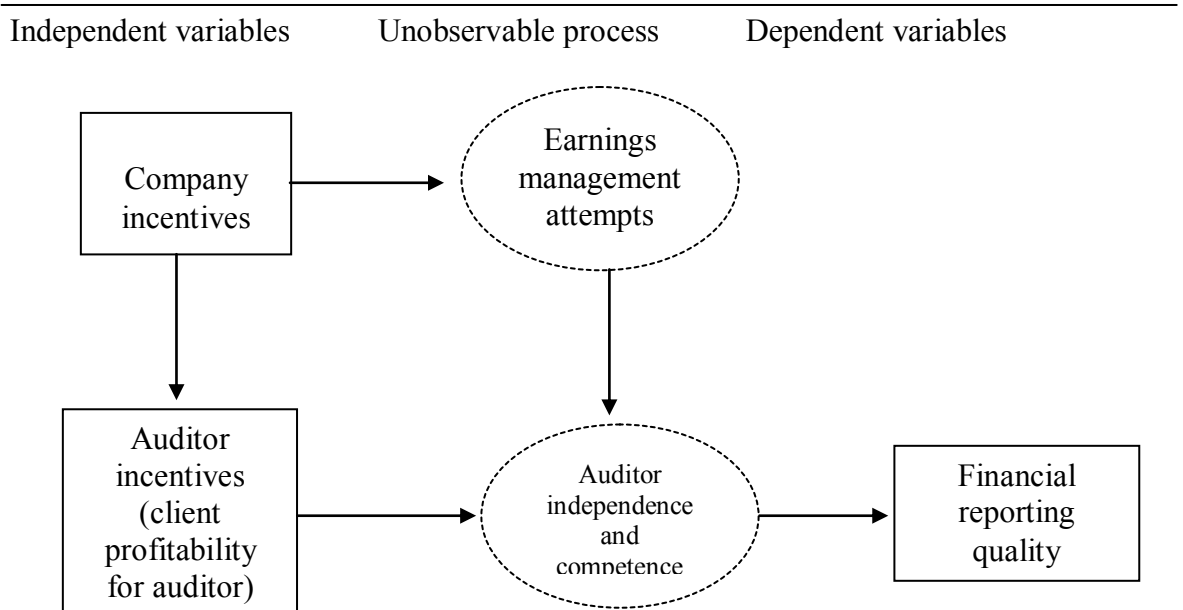 Independent variables Unobservable process Dependent variables
Company
incentives
Earnings
management
attempts
Auditor
incentives
(client
profitability
for auditor)
Auditor
independence
and
competence
Financial
reporting
quality